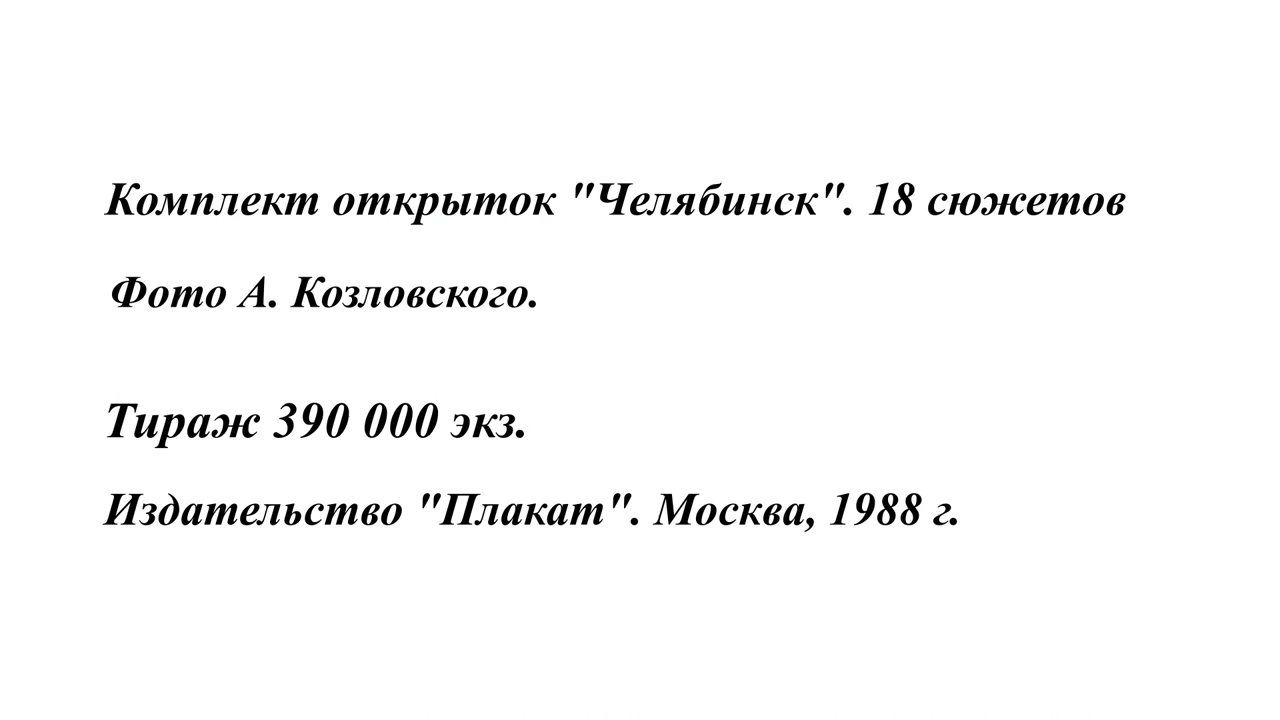 Комплект открыток "Челябинск". 18 сюжетов
Фото А. Козловского.
Тираж 390 000 экз.
Издательство "Плакат". Москва, 1988 г.